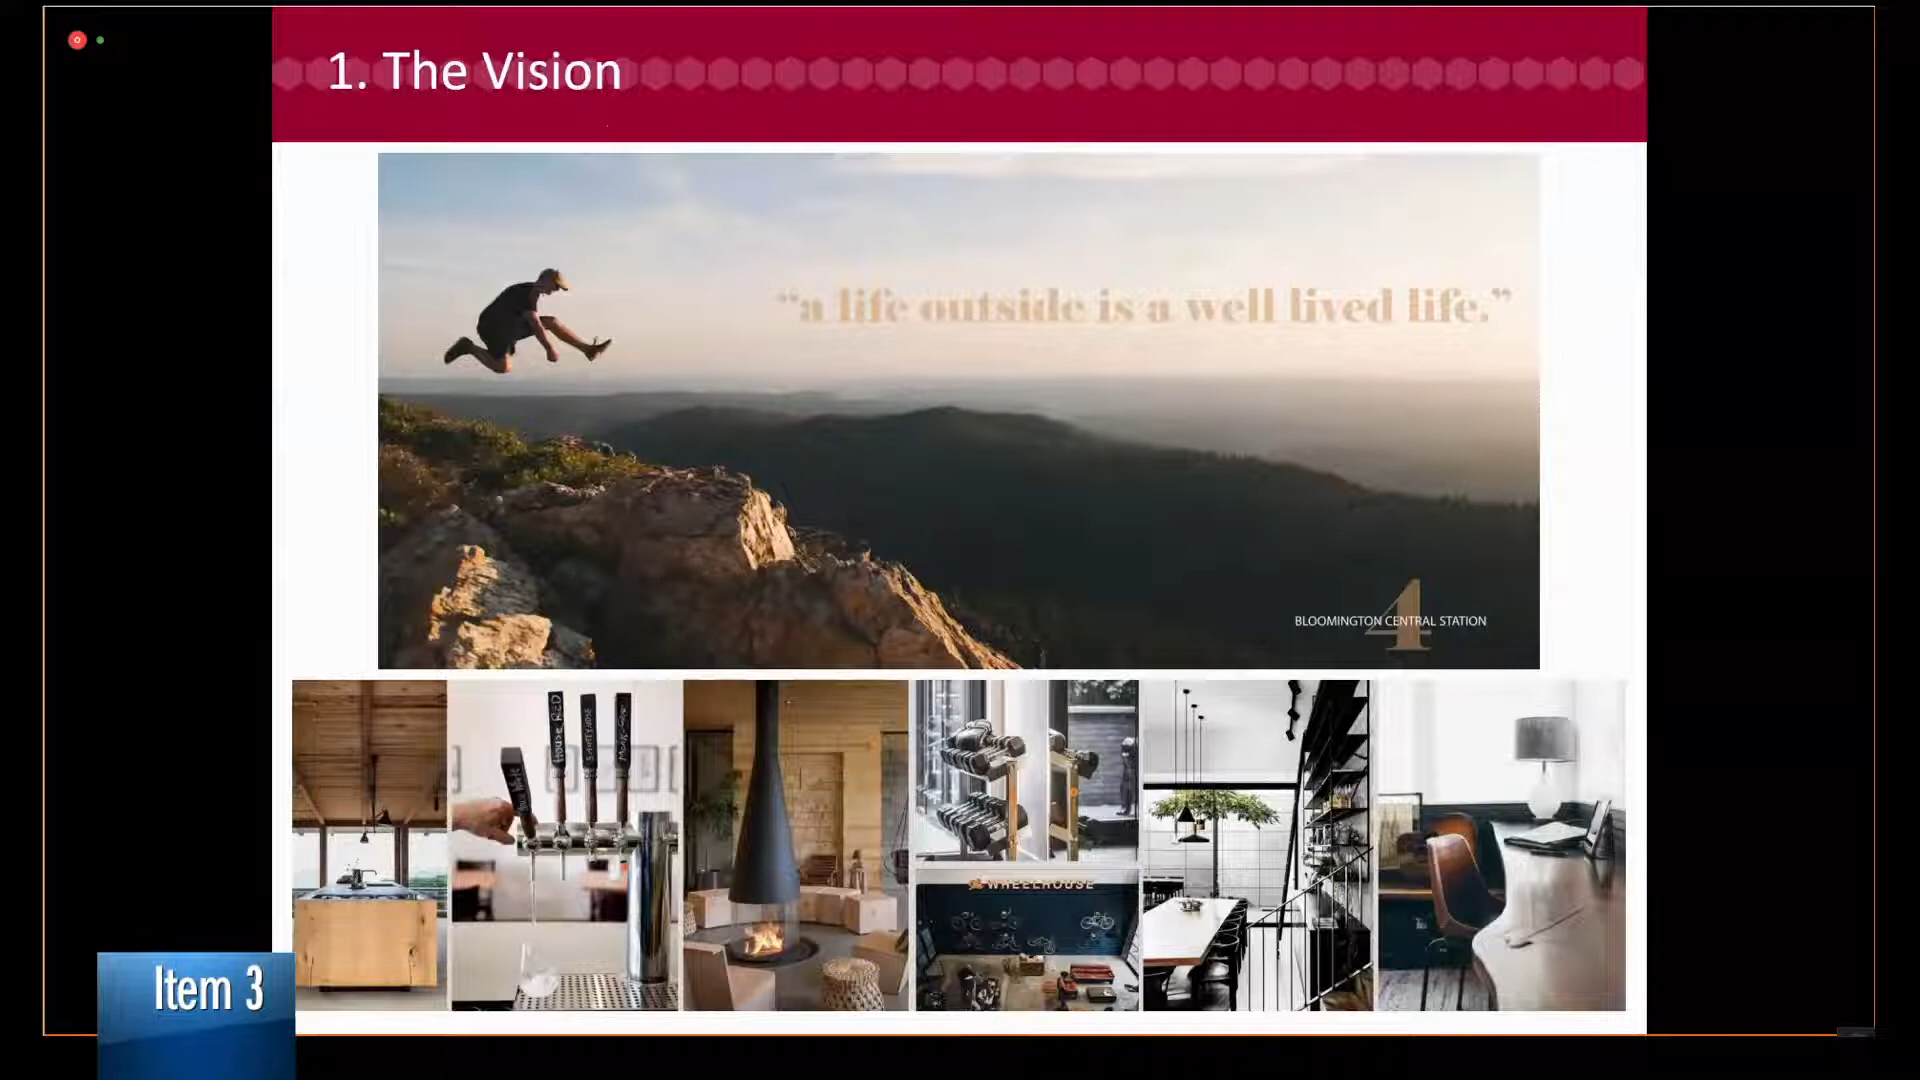 1. The Vision
“a life outside is a well lived life.”
4
BLOOMINGTON CENTRAL STATION
House RED
WHEELHOUSE
Item 3